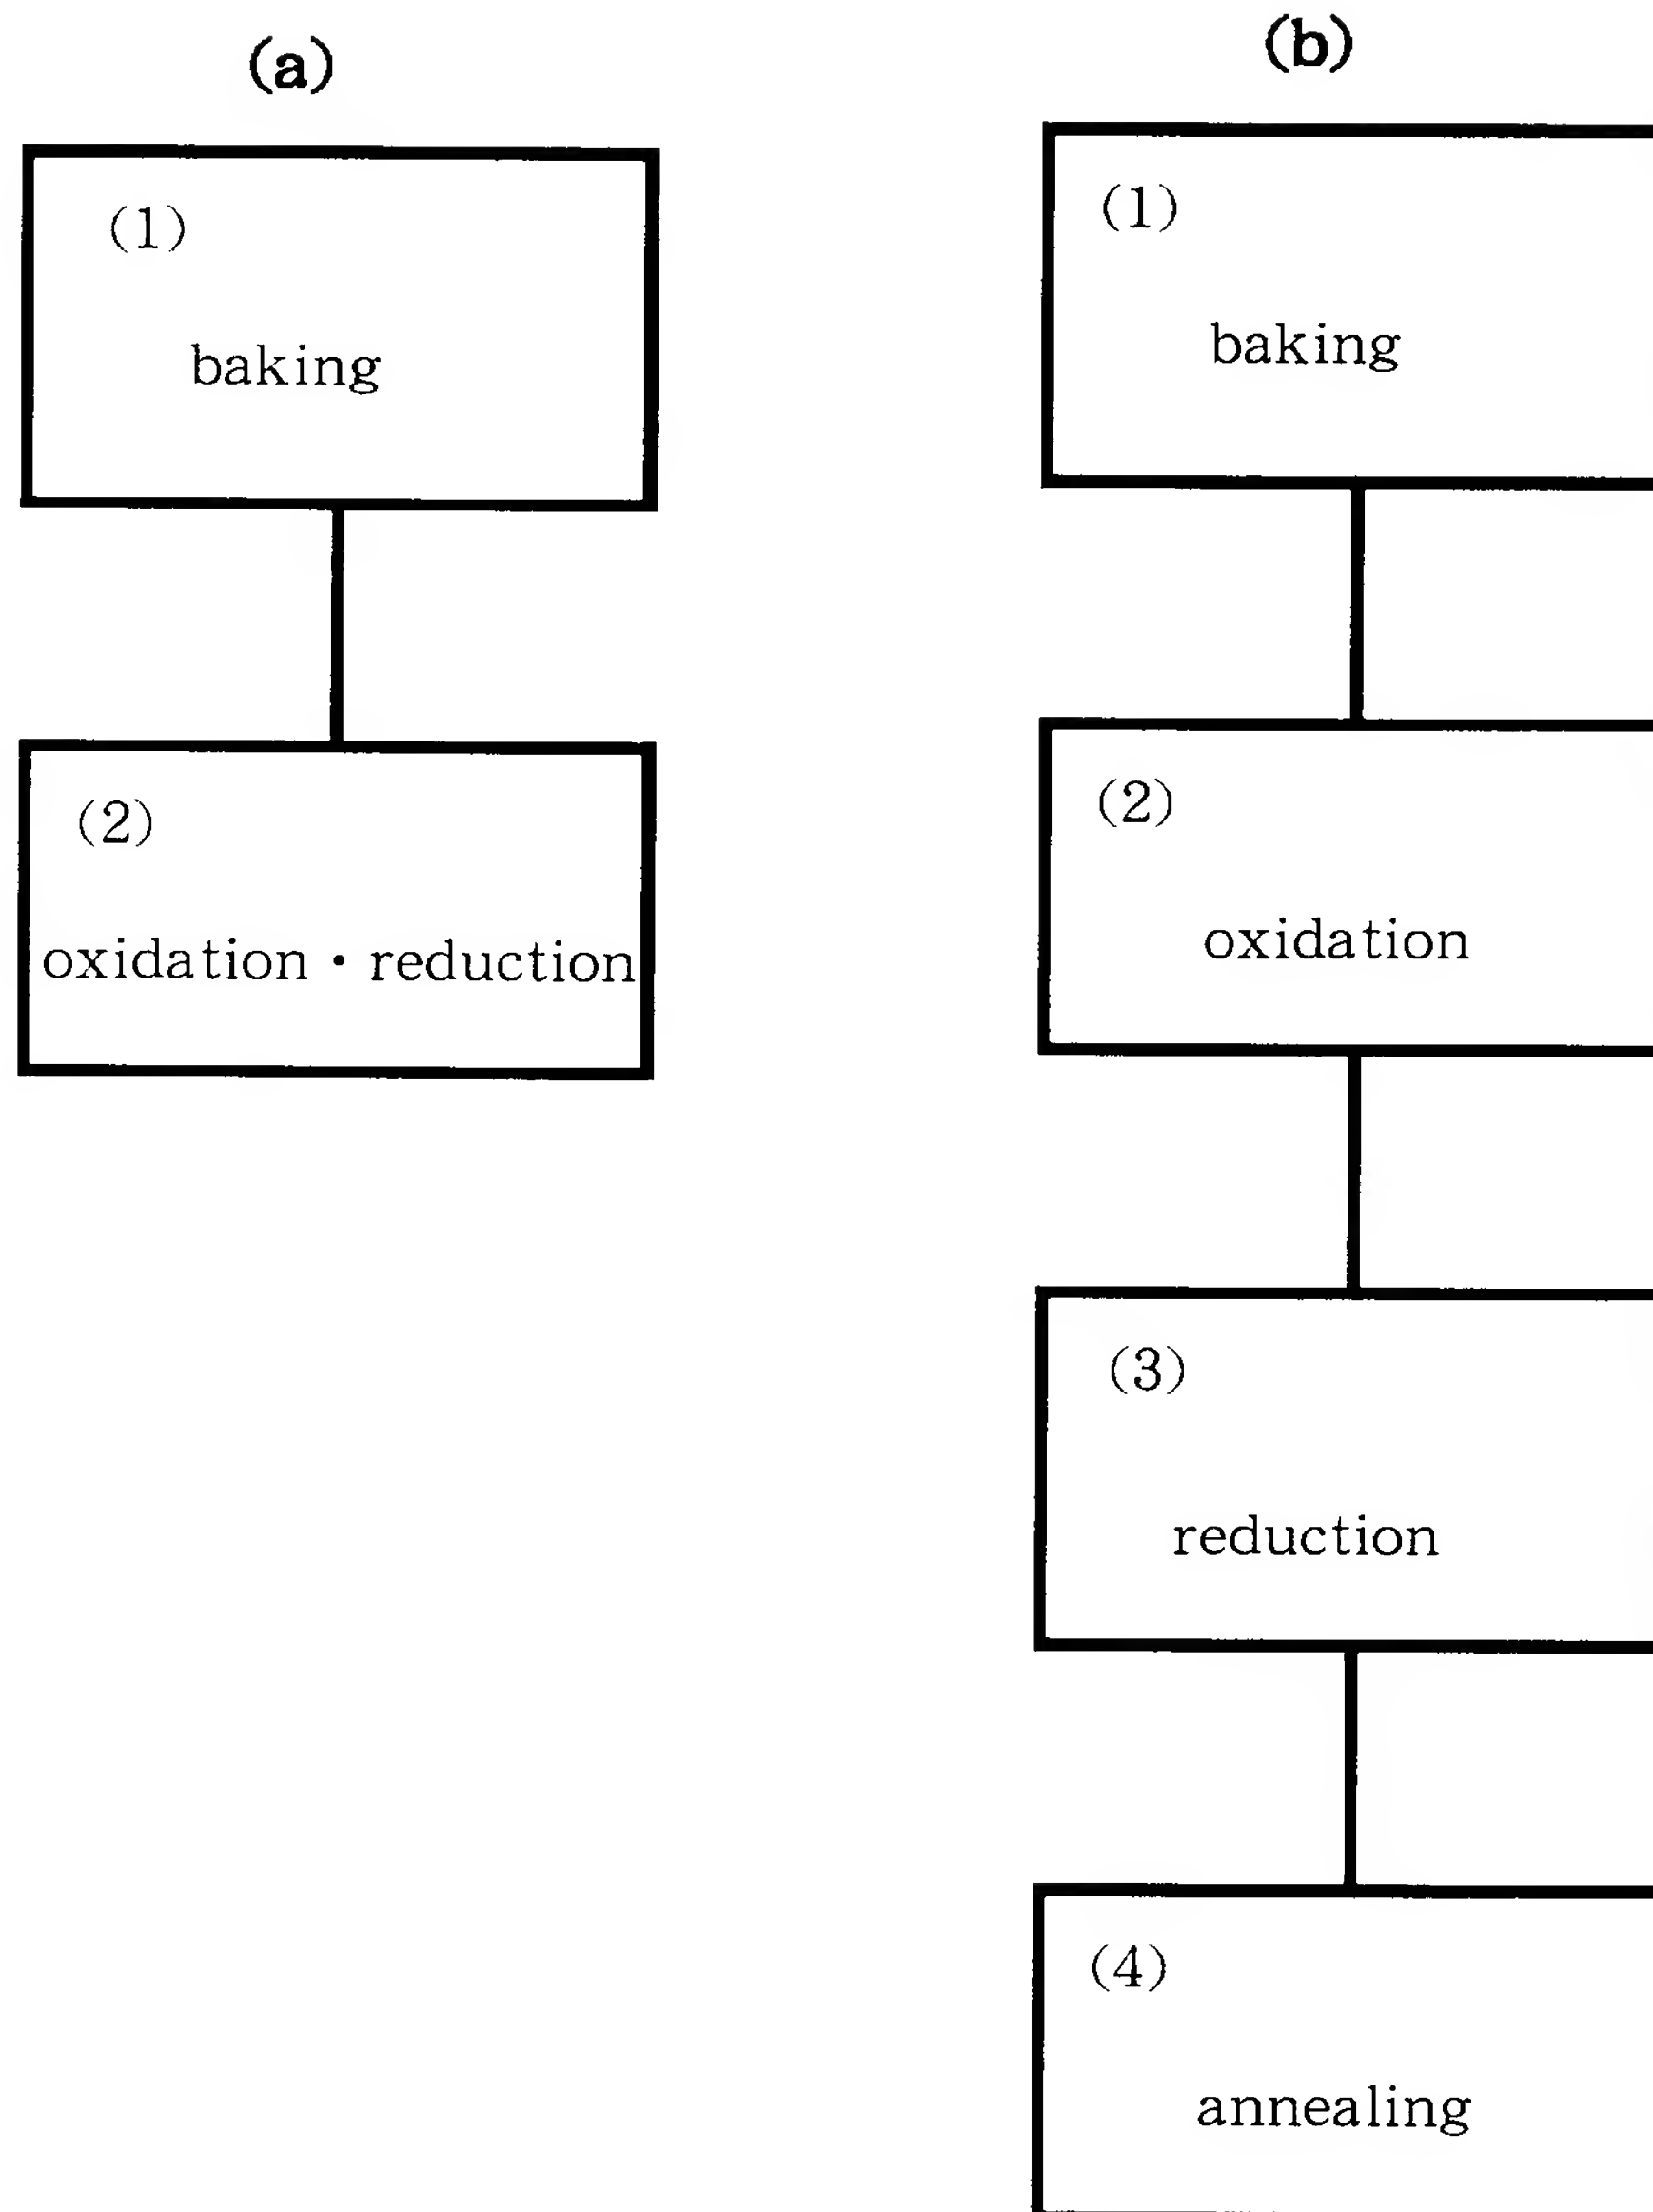 (a)
(1)
baking
(2)
oxidation・reduction
(b)
(1)
baking
(2)
oxidation
(3)
reduction
(4)
annealing